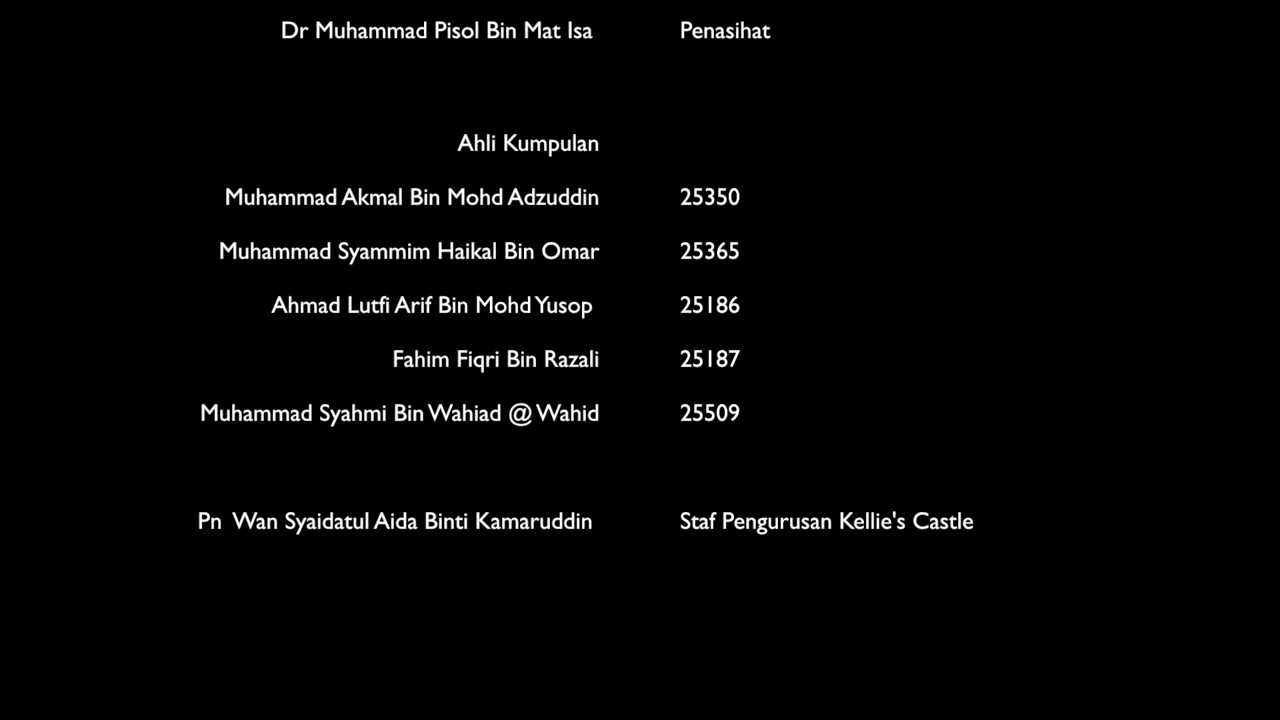 Dr Muhammad Pisol Bin Mat Isa Penasihat
Ahli Kumpulan
Muhammad Akmal Bin Mohd Adzuddin 25350
Muhammad Syammim Haikal Bin Omar 25365
Ahmad Lutfi Arif Bin Mohd Yusop 25186
Fahim Fiqri Bin Razali 25187
Muhammad Syahmi Bin Wahiad @ Wahid 25509
Pn Wan Syaidatul Aida Binti Kamaruddin Staf Pengurusan Kellie's Castle